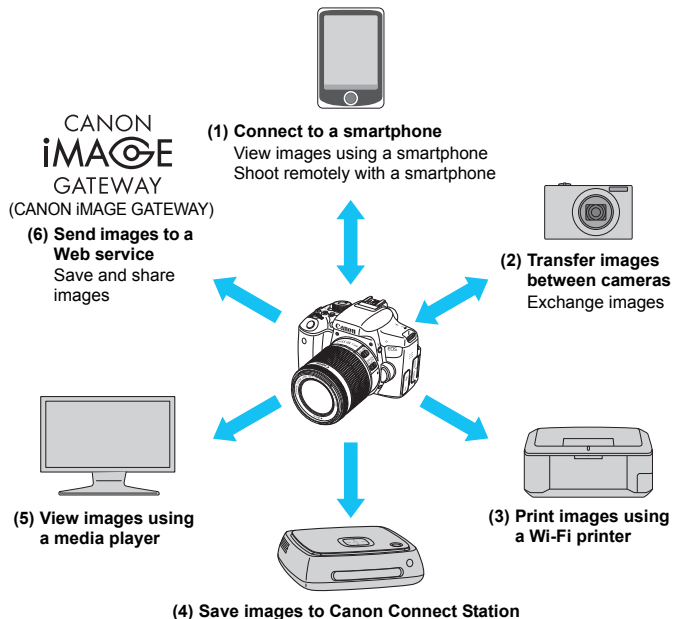 (1) Connect to a smartphone
View images using a smartphone
Shoot remotely with a smartphone
CANON
iMAGE
GATEWAY
(CANON iMAGE GATEWAY)
(6) Send images to a
Web service
Save and share
images
(2) Transfer images
between cameras
Exchange images
Canon
EOS
(5) View images using
a media player
(3) Print images using
a Wi-Fi printer
(4) Save images to Canon Connect Station